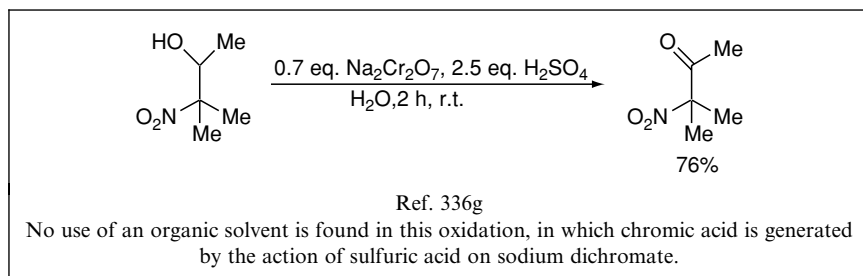 HO Me
O₂N Me Me
0.7 eq. Na₂Cr₂O₇, 2.5 eq. H₂SO₄
H₂O,2 h, r.t.
O Me
O₂N Me Me
76%
Ref. 336g
No use of an organic solvent is found in this oxidation, in which chromic acid is generated
by the action of sulfuric acid on sodium dichromate.